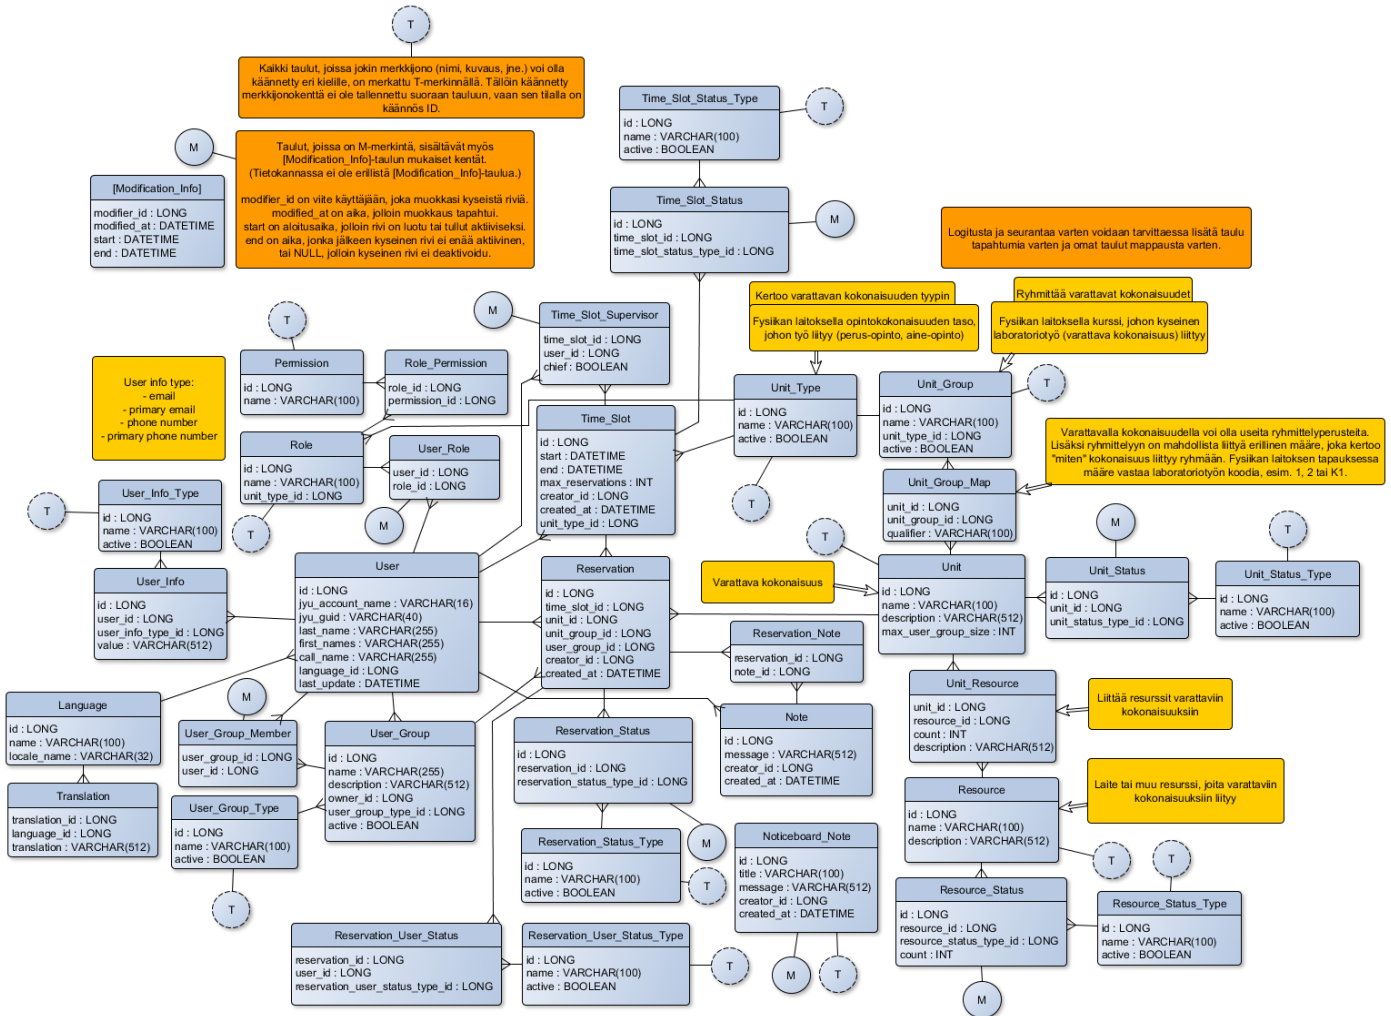 T
Kaikki taulut, joissa jokin merkkijono (nimi, kuvaus, jne.) voi olla
käännetty eri kielille, on merkattu T-merkinnällä. Tällöin käännetty
merkkijonokenttä ei ole tallennettu suoraan tauluun, vaan sen tilalla on
käännös ID.
M
Taulut, joissa on M-merkintä, sisältävät myös
[Modification_Info]-taulun mukaiset kentät.
(Tietokannassa ei ole erillistä [Modification_Info]-taulua.)
modifier_id on viite käyttäjään, joka muokkasi kyseistä riviä.
modified_at on aika, jolloin muokkaus tapahtui.
start on aloitusaika, jolloin rivi on luotu tai tullut aktiiviseksi.
end on aika, jonka jälkeen kyseinen rivi ei enää aktiivinen,
tai NULL, jolloin kyseinen rivi ei deaktivoidu.
[Modification_Info]
modifier_id : LONG
modified_at : DATETIME
start : DATETIME
end : DATETIME
Time_Slot_Status_Type
id : LONG
name : VARCHAR(100)
active : BOOLEAN
T
Time_Slot_Status
id : LONG
time_slot_id : LONG
time_slot_status_type_id : LONG
M
Logitusta ja seurantaa varten voidaan tarvittaessa lisätä taulu
tapahtumia varten ja omat taulut mappausta varten.
Kertoo varattavan kokonaisuuden tyypin
Fysiikan laitoksella opintokokonaisuuden taso,
johon työ liityy (perus-opinto, aine-opinto)
Ryhmittää varattavat kokonaisuudet
Fysiikan laitoksella kurssi, johon kyseinen
laboratoriotyö (varattava kokonaisus) liittyy
M
Time_Slot_Supervisor
time_slot_id : LONG
user_id : LONG
chief : BOOLEAN
T
Permission
id : LONG
name : VARCHAR(100)
Role_Permission
role_id : LONG
permission_id : LONG
User info type:
- email
- primary email
- phone number
- primary phone number
Unit_Type
id : LONG
name : VARCHAR(100)
active : BOOLEAN
T
Unit_Group
id : LONG
name : VARCHAR(100)
unit_type_id : LONG
active : BOOLEAN
T
Varattavalla kokonaisuudella voi olla useita ryhmittelyperusteita.
Lisäksi ryhmittelyyn on mahdollista liittyä erillinen määre, joka kertoo
"miten" kokonaisuus liittyy ryhmään. Fysiikan laitoksen tapauksessa
määre vastaa laboratoriotyön koodia, esim. 1, 2 tai K1.
Time_Slot
id : LONG
start : DATETIME
end : DATETIME
max_reservations : INT
creator_id : LONG
created_at : DATETIME
unit_type_id : LONG
Role
id : LONG
name : VARCHAR(100)
unit_type_id : LONG
T
User_Role
user_id : LONG
role_id : LONG
M
Unit_Group_Map
unit_id : LONG
unit_group_id : LONG
qualifier : VARCHAR(100)
T
User_Info_Type
id : LONG
name : VARCHAR(100)
active : BOOLEAN
User_Info
id : LONG
user_id : LONG
user_info_type_id : LONG
value : VARCHAR(512)
User
id : LONG
jyu_account_name : VARCHAR(16)
jyu_guid : VARCHAR(40)
last_name : VARCHAR(255)
first_names : VARCHAR(255)
call_name : VARCHAR(255)
language_id : LONG
last_update : DATETIME
Reservation
id : LONG
time_slot_id : LONG
unit_id : LONG
unit_group_id : LONG
user_group_id : LONG
creator_id : LONG
created_at : DATETIME
Varattava kokonaisuus
T
Unit
id : LONG
name : VARCHAR(100)
description : VARCHAR(512)
max_user_group_size : INT
M
Unit_Status
id : LONG
unit_id : LONG
unit_status_type_id : LONG
T
Unit_Status_Type
id : LONG
name : VARCHAR(100)
active : BOOLEAN
Reservation_Note
reservation_id : LONG
note_id : LONG
Note
id : LONG
message : VARCHAR(512)
creator_id : LONG
created_at : DATETIME
Unit_Resource
unit_id : LONG
resource_id : LONG
count : INT
description : VARCHAR(512)
Liittää resurssit varattaviin
kokonaisuuksiin
Language
id : LONG
name : VARCHAR(100)
locale_name : VARCHAR(32)
Translation
translation_id : LONG
language_id : LONG
translation : VARCHAR(512)
M
User_Group_Member
user_group_id : LONG
user_id : LONG
User_Group
id : LONG
name : VARCHAR(255)
description : VARCHAR(512)
owner_id : LONG
user_group_type_id : LONG
active : BOOLEAN
User_Group_Type
id : LONG
name : VARCHAR(100)
active : BOOLEAN
T
Reservation_Status
id : LONG
reservation_id : LONG
reservation_status_type_id : LONG
M
Reservation_Status_Type
id : LONG
name : VARCHAR(100)
active : BOOLEAN
T
Noticeboard_Note
id : LONG
title : VARCHAR(100)
message : VARCHAR(512)
creator_id : LONG
created_at : DATETIME
M
T
Resource
id : LONG
name : VARCHAR(100)
description : VARCHAR(512)
T
Laite tai muu resurssi, joita varattaviin
kokonaisuuksiin liityy
Resource_Status
id : LONG
resource_id : LONG
resource_status_type_id : LONG
count : INT
M
T
Resource_Status_Type
id : LONG
name : VARCHAR(100)
active : BOOLEAN
Reservation_User_Status
reservation_id : LONG
user_id : LONG
reservation_user_status_type_id : LONG
Reservation_User_Status_Type
id : LONG
name : VARCHAR(100)
active : BOOLEAN
T